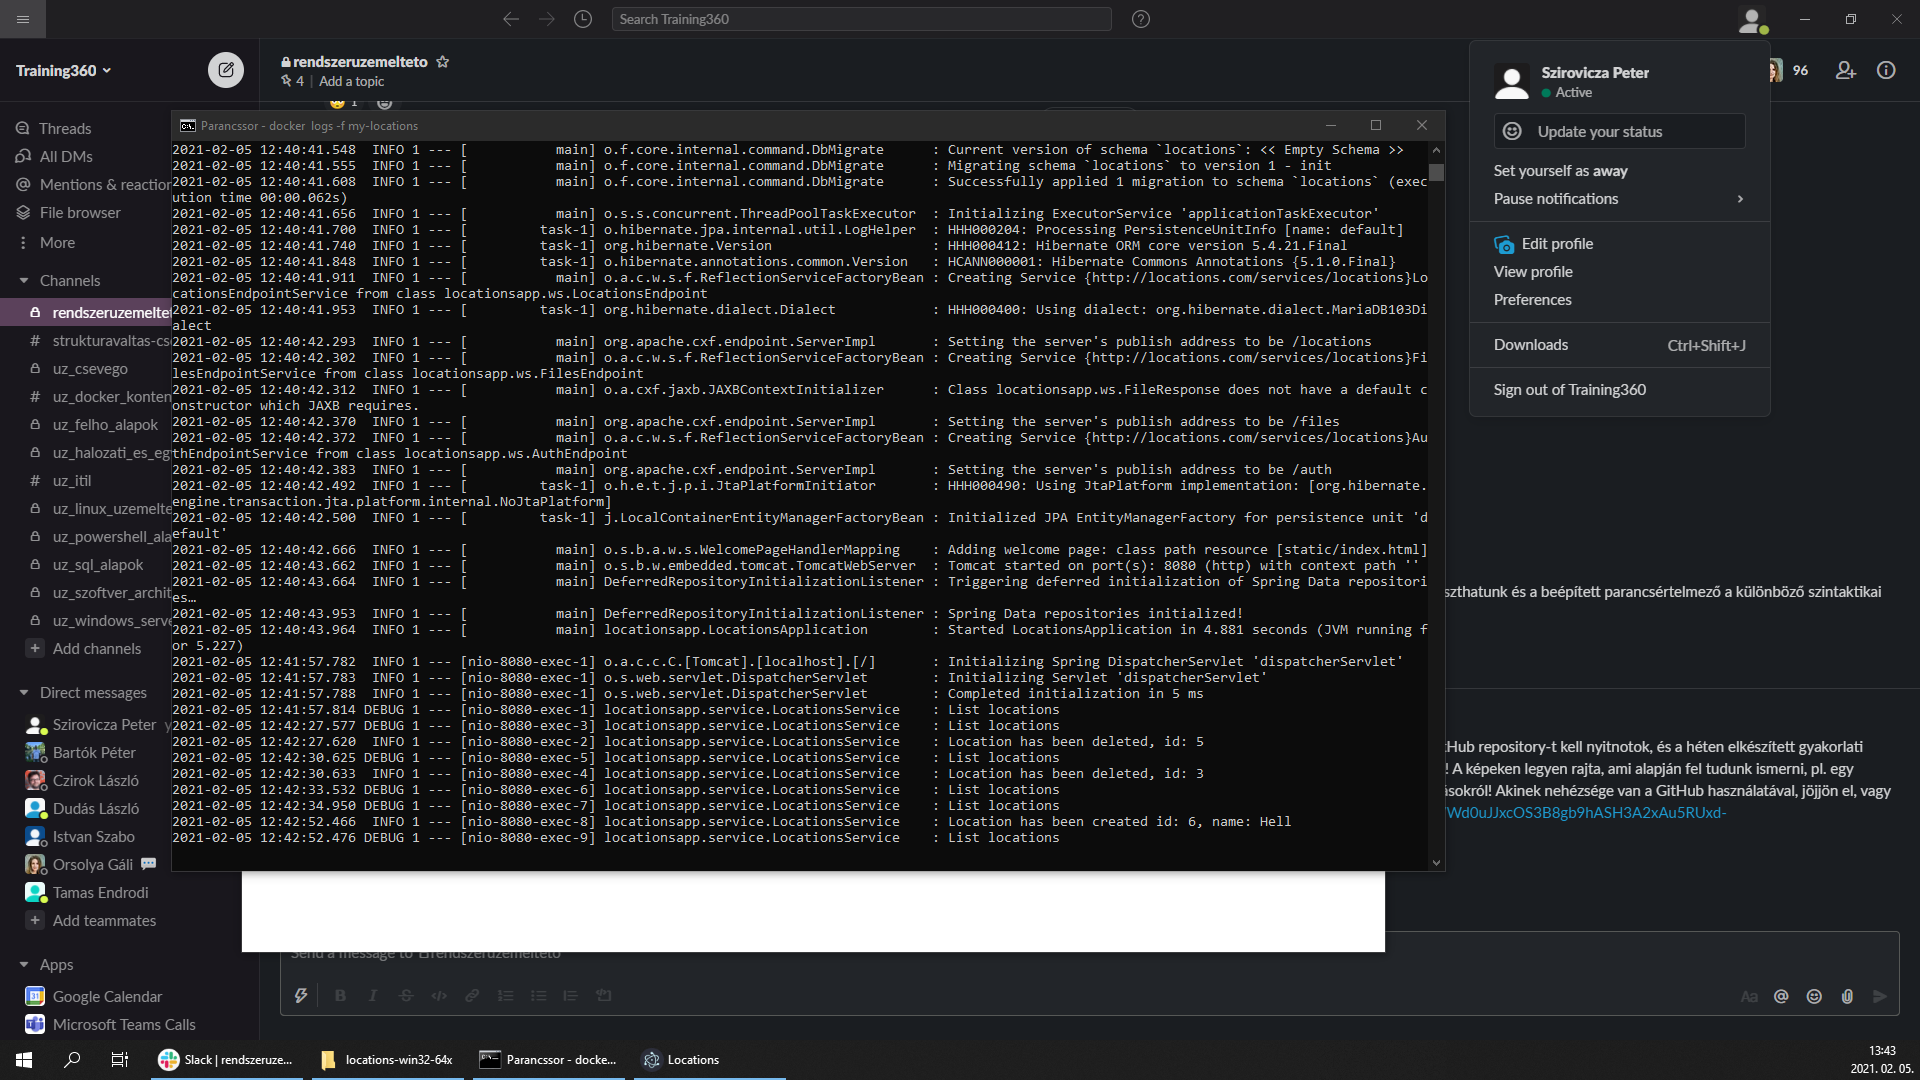 Search Training360
Training360
rendszeruzemelteto
4 | Add a topic
1
96
Threads
All DMs
Mentions & reaction
File browser
More
Channels
rendszeruzemeltet
# strukturavaltas-cs
uz_csevego
# uz_docker_konten
uz_felho_alapok
uz_halozati_es_eg
# uz_itil
uz_linux_uzemelte
uz_powershell_ala
uz_sql_alapok
uz_szoftver_archit
uz_windows_serve
+ Add channels
Direct messages
Szirovicza Peter y
Bartók Péter
Czirok László
Dudás László
Istvan Szabo
Orsolya Gáli
Tamas Endrodi
+ Add teammates
Apps
Google Calendar
Microsoft Teams Calls
Parancssor - docker logs -f my-locations
2021-02-05 12:40:41.548  INFO 1 --- [           main] o.f.core.internal.command.DbMigrate      : Current version of schema `locations`: << Empty Schema >>
2021-02-05 12:40:41.555  INFO 1 --- [           main] o.f.core.internal.command.DbMigrate      : Migrating schema `locations` to version 1 - init
2021-02-05 12:40:41.608  INFO 1 --- [           main] o.f.core.internal.command.DbMigrate      : Successfully applied 1 migration to schema `locations` (exec
ution time 00:00.062s)
2021-02-05 12:40:41.656  INFO 1 --- [           main] o.s.s.concurrent.ThreadPoolTaskExecutor  : Initializing ExecutorService 'applicationTaskExecutor'
2021-02-05 12:40:41.700  INFO 1 --- [         task-1] o.hibernate.jpa.internal.util.LogHelper  : HHH000204: Processing PersistenceUnitInfo [name: default]
2021-02-05 12:40:41.740  INFO 1 --- [         task-1] org.hibernate.Version                    : HHH000412: Hibernate ORM core version 5.4.21.Final
2021-02-05 12:40:41.848  INFO 1 --- [         task-1] o.hibernate.annotations.common.Version   : HCANN000001: Hibernate Commons Annotations {5.1.0.Final}
2021-02-05 12:40:41.911  INFO 1 --- [           main] o.a.c.w.s.f.ReflectionServiceFactoryBean : Creating Service {http://locations.com/services/locations}Lo
cationsEndpointService from class locationsapp.ws.LocationsEndpoint
2021-02-05 12:40:41.953  INFO 1 --- [         task-1] org.hibernate.dialect.Dialect            : HHH000400: Using dialect: org.hibernate.dialect.MariaDB103Di
alect
2021-02-05 12:40:42.293  INFO 1 --- [           main] org.apache.cxf.endpoint.ServerImpl       : Setting the server's publish address to be /locations
2021-02-05 12:40:42.302  INFO 1 --- [           main] o.a.c.w.s.f.ReflectionServiceFactoryBean : Creating Service {http://locations.com/services/locations}Fi
lesEndpointService from class locationsapp.ws.FilesEndpoint
2021-02-05 12:40:42.312  INFO 1 --- [           main] o.a.cxf.jaxb.JAXBContextInitializer      : Class locationsapp.ws.FileResponse does not have a default c
onstructor which JAXB requires.
2021-02-05 12:40:42.370  INFO 1 --- [           main] org.apache.cxf.endpoint.ServerImpl       : Setting the server's publish address to be /files
2021-02-05 12:40:42.372  INFO 1 --- [           main] o.a.c.w.s.f.ReflectionServiceFactoryBean : Creating Service {http://locations.com/services/locations}Au
thEndpointService from class locationsapp.ws.AuthEndpoint
2021-02-05 12:40:42.383  INFO 1 --- [           main] org.apache.cxf.endpoint.ServerImpl       : Setting the server's publish address to be /auth
2021-02-05 12:40:42.492  INFO 1 --- [         task-1] o.h.e.t.j.p.i.JtaPlatformInitiator       : HHH000490: Using JtaPlatform implementation: [org.hibernate.
engine.transaction.jta.platform.internal.NoJtaPlatform]
2021-02-05 12:40:42.500  INFO 1 --- [         task-1] j.LocalContainerEntityManagerFactoryBean : Initialized JPA EntityManagerFactory for persistence unit 'd
efault'
2021-02-05 12:40:42.666  INFO 1 --- [           main] o.s.b.a.w.s.WelcomePageHandlerMapping    : Adding welcome page: class path resource [static/index.html]
2021-02-05 12:40:43.662  INFO 1 --- [           main] o.s.b.w.embedded.tomcat.TomcatWebServer  : Tomcat started on port(s): 8080 (http) with context path ''
2021-02-05 12:40:43.664  INFO 1 --- [           main] DeferredRepositoryInitializationListener : Triggering deferred initialization of Spring Data repositori
es…
2021-02-05 12:40:43.953  INFO 1 --- [           main] DeferredRepositoryInitializationListener : Spring Data repositories initialized!
2021-02-05 12:40:43.964  INFO 1 --- [           main] locationsapp.LocationsApplication        : Started LocationsApplication in 4.881 seconds (JVM running f
or 5.227)
2021-02-05 12:41:57.782  INFO 1 --- [nio-8080-exec-1] o.a.c.c.C.[Tomcat].[localhost].[/]       : Initializing Spring DispatcherServlet 'dispatcherServlet'
2021-02-05 12:41:57.783  INFO 1 --- [nio-8080-exec-1] o.s.web.servlet.DispatcherServlet        : Initializing Servlet 'dispatcherServlet'
2021-02-05 12:41:57.788  INFO 1 --- [nio-8080-exec-1] o.s.web.servlet.DispatcherServlet        : Completed initialization in 5 ms
2021-02-05 12:41:57.814 DEBUG 1 --- [nio-8080-exec-1] locationsapp.service.LocationsService    : List locations
2021-02-05 12:42:27.577 DEBUG 1 --- [nio-8080-exec-3] locationsapp.service.LocationsService    : List locations
2021-02-05 12:42:27.620  INFO 1 --- [nio-8080-exec-2] locationsapp.service.LocationsService    : Location has been deleted, id: 5
2021-02-05 12:42:30.625 DEBUG 1 --- [nio-8080-exec-5] locationsapp.service.LocationsService    : List locations
2021-02-05 12:42:30.633  INFO 1 --- [nio-8080-exec-4] locationsapp.service.LocationsService    : Location has been deleted, id: 3
2021-02-05 12:42:33.532 DEBUG 1 --- [nio-8080-exec-6] locationsapp.service.LocationsService    : List locations
2021-02-05 12:42:34.950 DEBUG 1 --- [nio-8080-exec-7] locationsapp.service.LocationsService    : List locations
2021-02-05 12:42:52.466  INFO 1 --- [nio-8080-exec-8] locationsapp.service.LocationsService    : Location has been created id: 6, name: Hell
2021-02-05 12:42:52.476 DEBUG 1 --- [nio-8080-exec-9] locationsapp.service.LocationsService    : List locations
Szirovicza Peter
Active
Update your status
Set yourself as away
Pause notifications
Edit profile
View profile
Preferences
Downloads Ctrl+Shift+J
Sign out of Training360
szthatunk és a beépített parancsértelmező a különböző szintaktikai
Hub repository-t kell nyitnotok, és a héten elkészített gyakorlati
! A képeken legyen rajta, ami alapján fel tudunk ismerni, pl. egy
ásokról! Akinek nehézsége van a GitHub használatával, jöjjön el, vagy
Wd0uJJxcOS3B8gb9hASH3A2xAu5RUxd-
Send a message to rendszeruzemelteto
B I S </> Aa @
Slack | rendszeruze...
locations-win32-64x
Parancssor - docke...
Locations
13:43
2021. 02. 05.